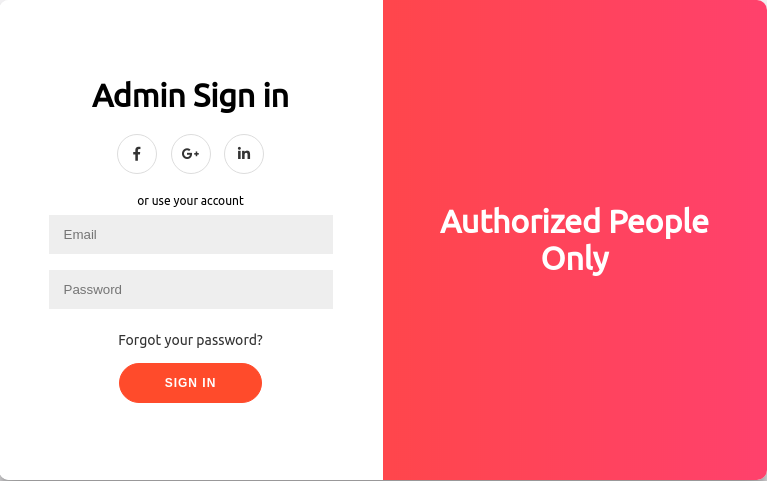 Admin Sign in
f G+ in
or use your account
Email
Password
Forgot your password?
SIGN IN
Authorized People
Only